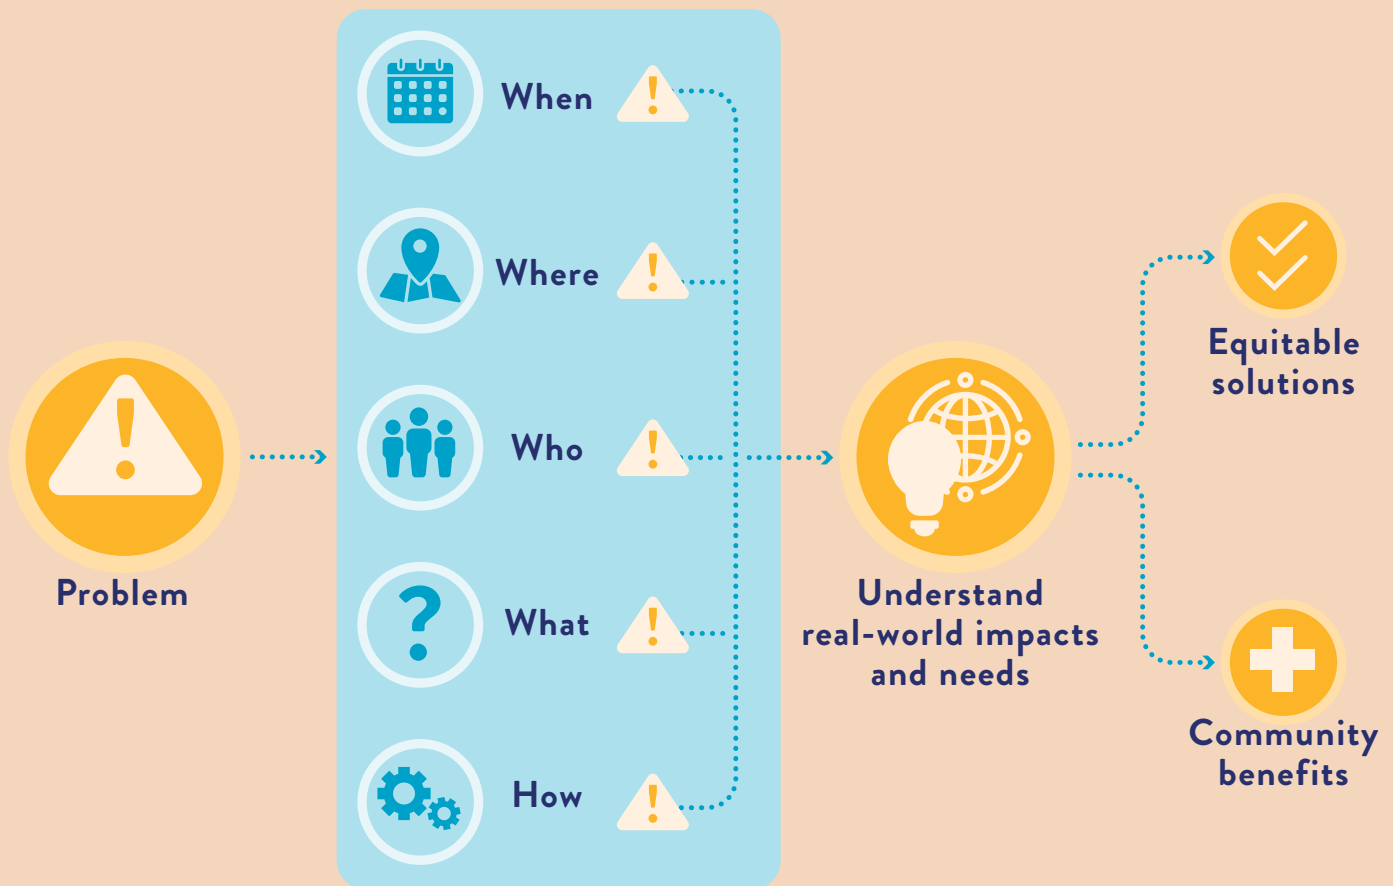 Problem
When
Where
Who
What
How
Understand
real-world impacts
and needs
Equitable
solutions
Community
benefits